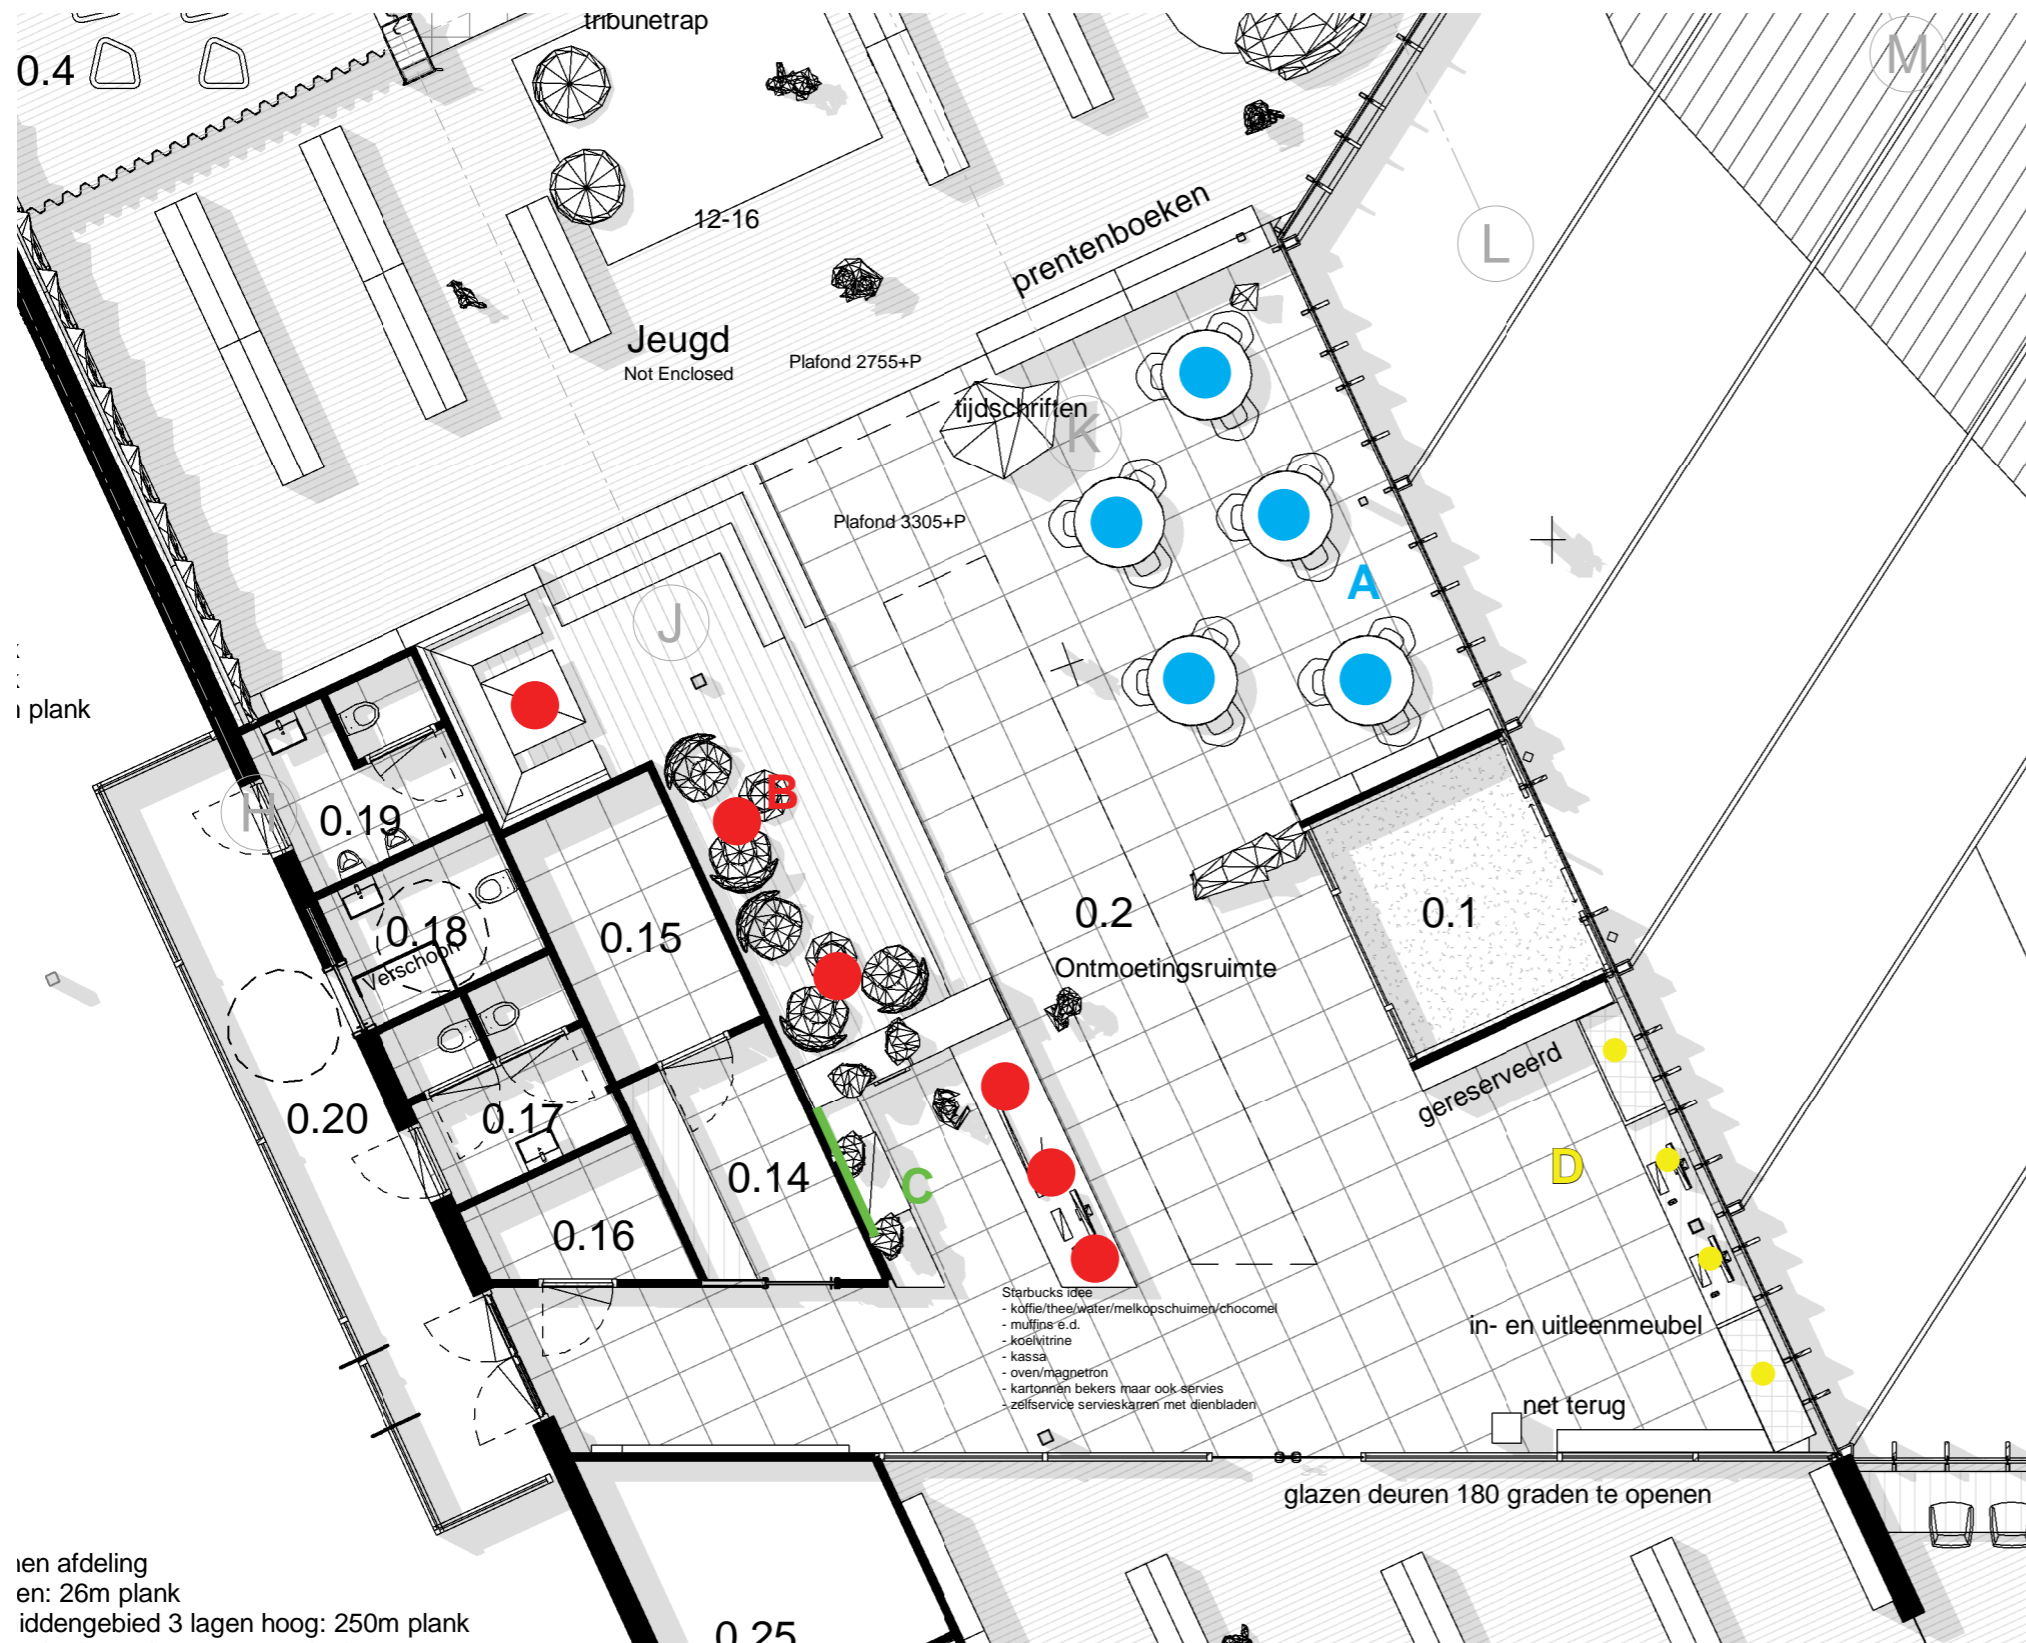 tribunetrap
0.4
M
12-16
prentenboeken
L
Jeugd
Not Enclosed
Plafond 2755+P
tijdschriften
K
Plafond 3305+P
A
J
plank
B
H
0.19
0.18
Verschoon
0.15
0.2
Ontmoetingsruimte
0.1
gereserveerd
0.20
0.17
0.14
C
D
0.16
Starbucks idee
- koffie/thee/water/melkopschuimen/chocomel
- muffins e.d.
- koelvitrine
- kassa
- oven/magnetron
- kartonnen bekers maar ook servies
- zelfservice servieskarren met dienbladen
in- en uitleenmeubel
net terug
glazen deuren 180 graden te openen
en afdeling
en: 26m plank
iddengebied 3 lagen hoog: 250m plank
0.25